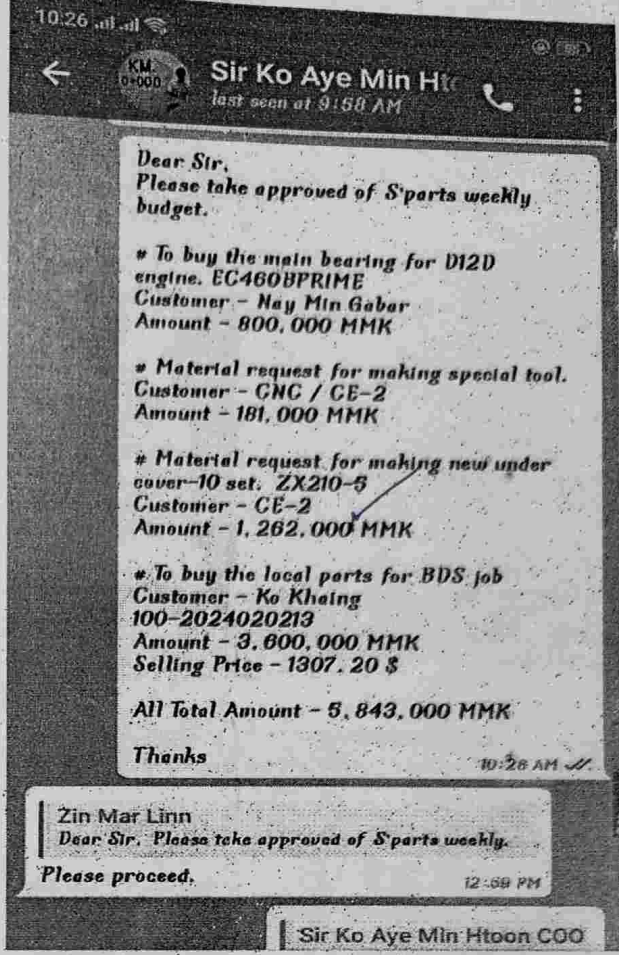 10:26
KM.
0+000
Sir Ko Aye Min Hto
last seen at 9:58 AM
Dear Sir,
Please take approved of S'parts weekly
budget.
# To buy the main bearing for D12D
engine. EC460BPRIME
Customer - Nay Min Gabar
Amount - 800,000 MMK
# Material request for making special tool.
Customer - CNC / CE-2
Amount - 181,000 MMK
# Material request for making new under
cover-10 set. ZX210-5
Customer - CE-2
Amount - 1,262,000 MMK
# To buy the local parts for BDS job
Customer - Ko Khaing
100-2024020213
Amount - 3,600,000 MMK
Selling Price - 1307.20 $
All Total Amount - 5,843,000 MMK
Thanks
10:26 AM
Zin Mar Linn
Dear Sir, Please take approved of S'parts weekly.
Please proceed.
12:59 PM
Sir Ko Aye Min Htoon COO